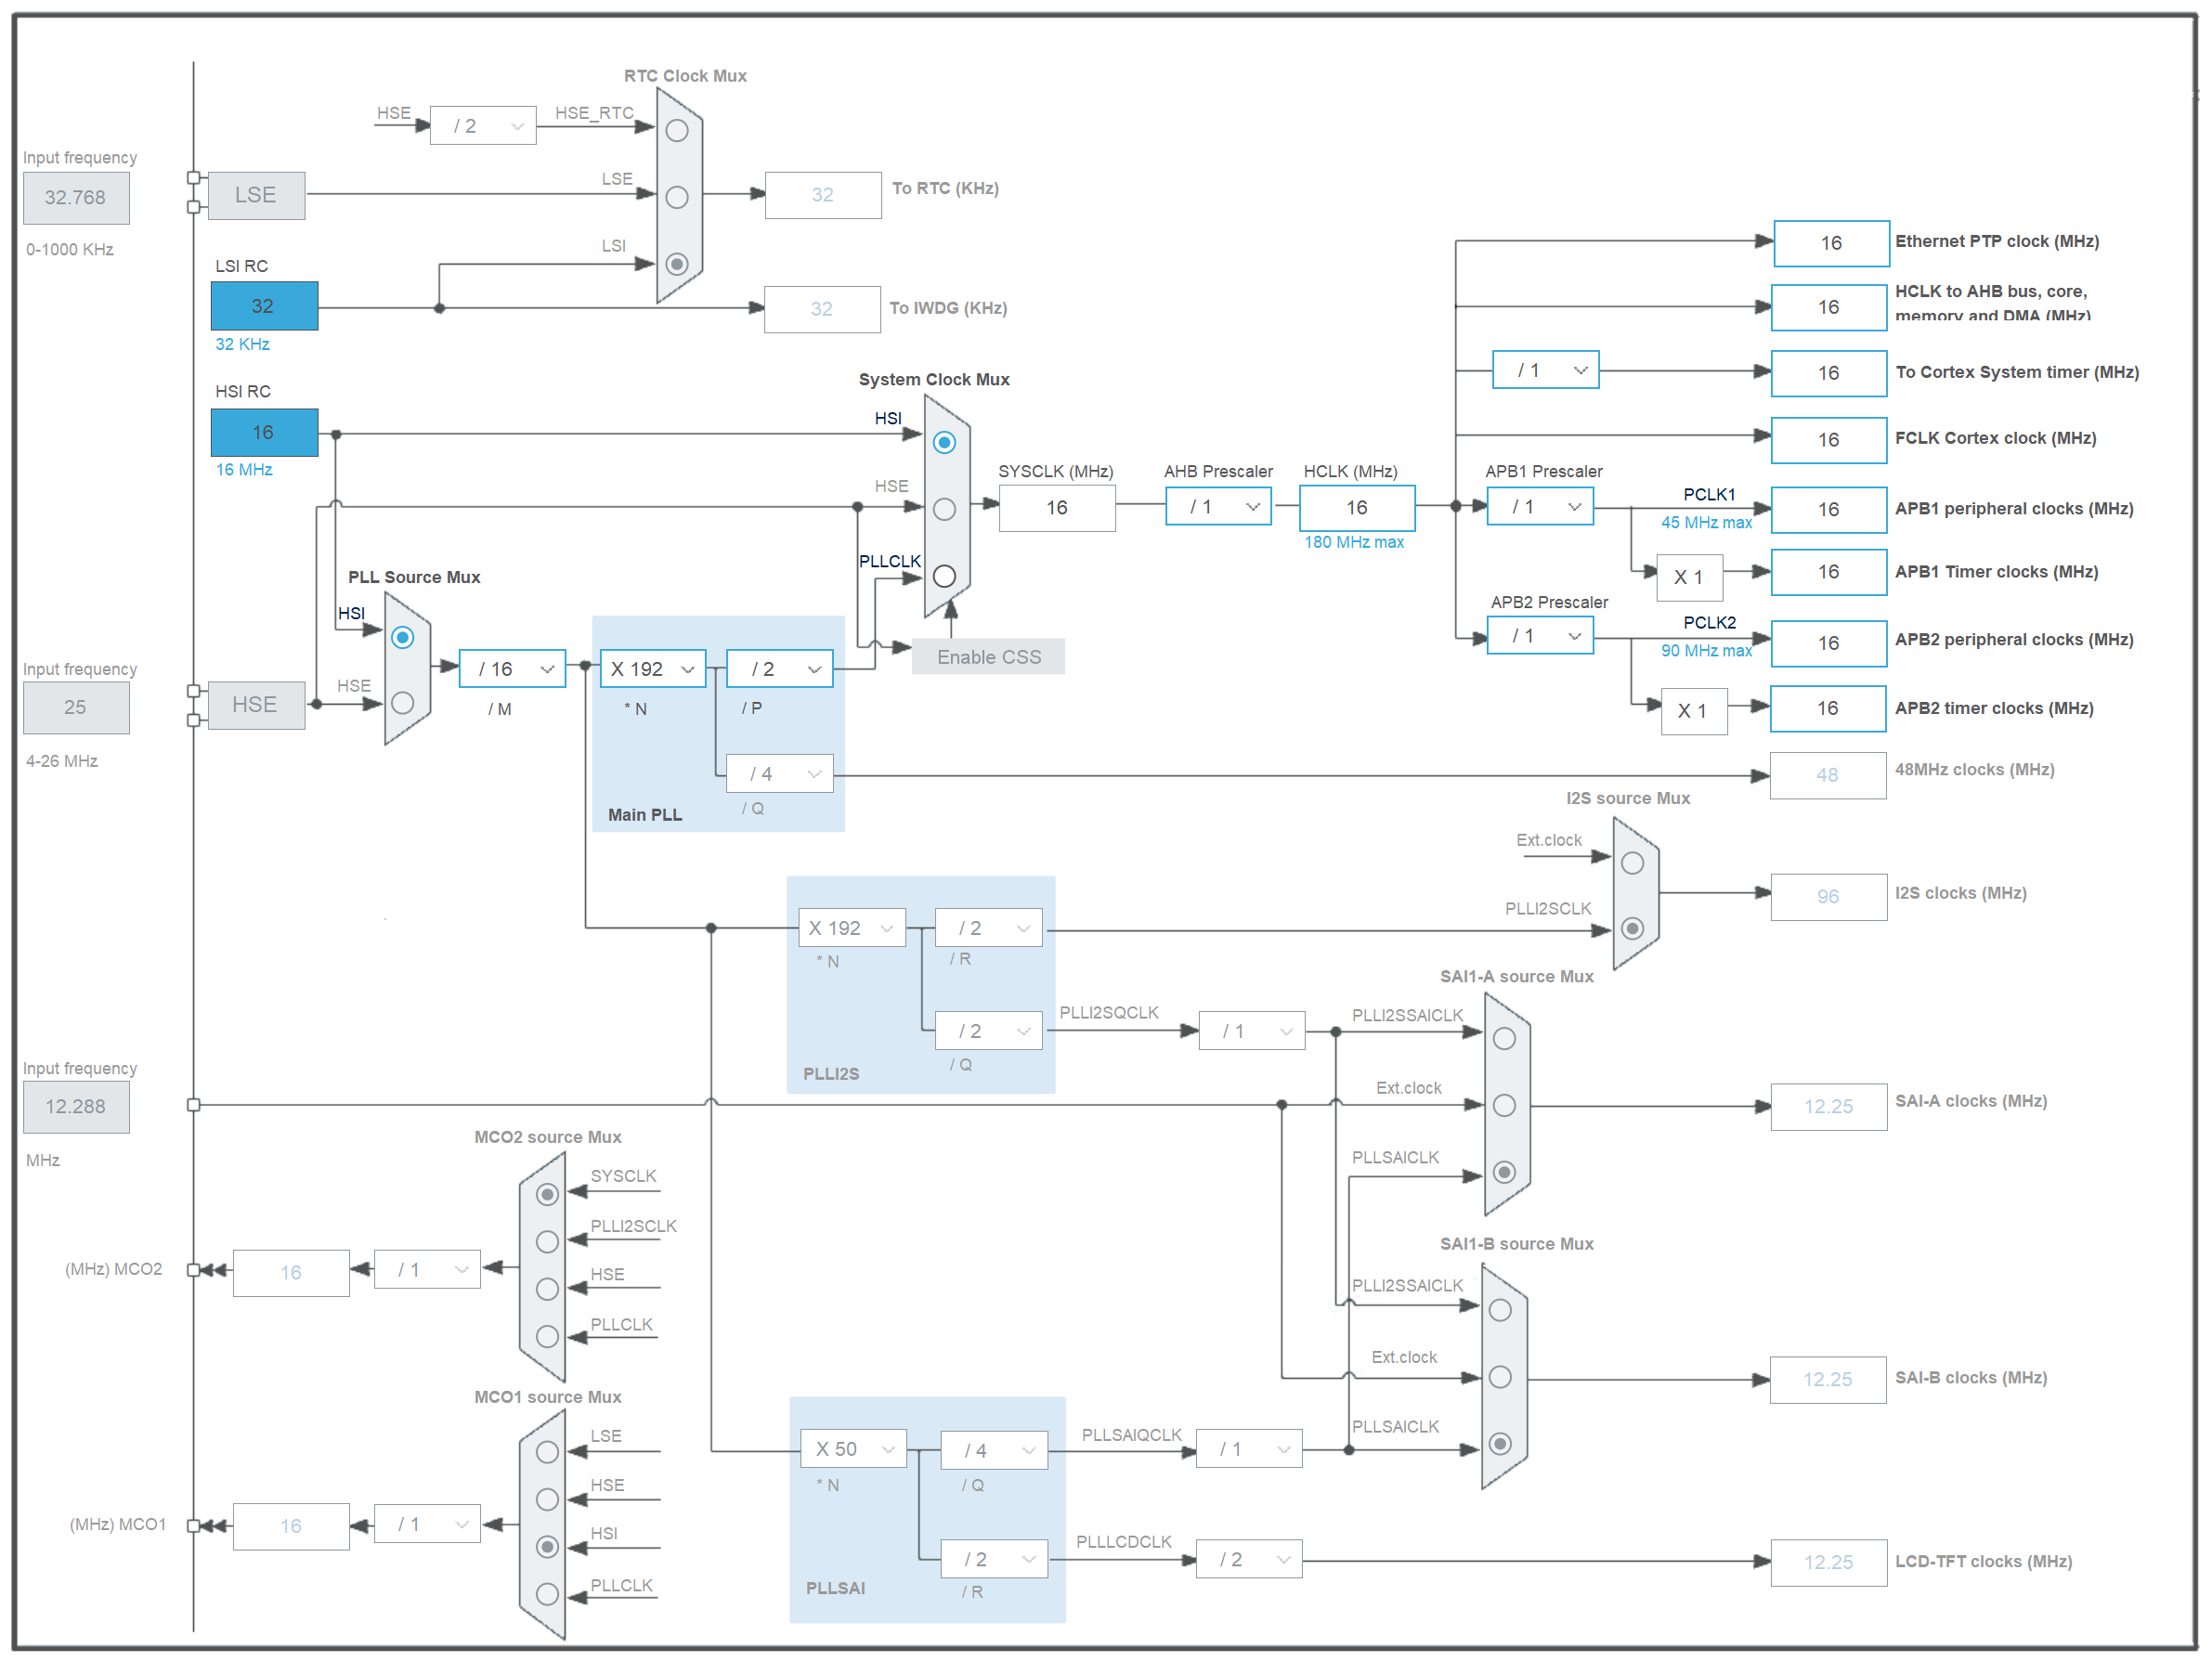 RTC Clock Mux
HSE
/ 2
HSE_RTC
Input frequency
32.768
0-1000 KHz
LSE
LSE
32
To RTC (KHz)
LSI
LSI RC
32
32 KHz
32
To IWDG (KHz)
HSI RC
16
16 MHz
System Clock Mux
HSI
HSE
PLLCLK
SYSCLK (MHz)
16
AHB Prescaler
/ 1
HCLK (MHz)
16
180 MHz max
16
Ethernet PTP clock (MHz)
16
HCLK to AHB bus, core,
memory and DMA (MHz)
/ 1
16
To Cortex System timer (MHz)
16
FCLK Cortex clock (MHz)
APB1 Prescaler
/ 1
PCLK1
45 MHz max
16
APB1 peripheral clocks (MHz)
X 1
16
APB1 Timer clocks (MHz)
APB2 Prescaler
/ 1
PCLK2
90 MHz max
16
APB2 peripheral clocks (MHz)
X 1
16
APB2 timer clocks (MHz)
PLL Source Mux
HSI
HSE
Input frequency
25
4-26 MHz
HSE
/ 16
/ M
X 192
* N
/ 2
/ P
/ 4
/ Q
Main PLL
Enable CSS
48
48MHz clocks (MHz)
I2S source Mux
Ext.clock
PLLI2SCLK
96
I2S clocks (MHz)
X 192
* N
/ 2
/ R
/ 2
/ Q
PLLI2S
PLLI2SQCLK
/ 1
SAI1-A source Mux
PLLI2SSAICLK
Ext.clock
PLLSAICLK
12.25
SAI-A clocks (MHz)
Input frequency
12.288
MHz
MCO2 source Mux
SYSCLK
PLLI2SCLK
HSE
PLLCLK
(MHz) MCO2
16
/ 1
SAI1-B source Mux
PLLI2SSAICLK
Ext.clock
PLLSAICLK
12.25
SAI-B clocks (MHz)
MCO1 source Mux
LSE
HSE
HSI
PLLCLK
(MHz) MCO1
16
/ 1
X 50
* N
/ 4
/ Q
/ 2
/ R
PLLSAI
PLLSAIQCLK
/ 1
PLLLCDCLK
/ 2
12.25
LCD-TFT clocks (MHz)